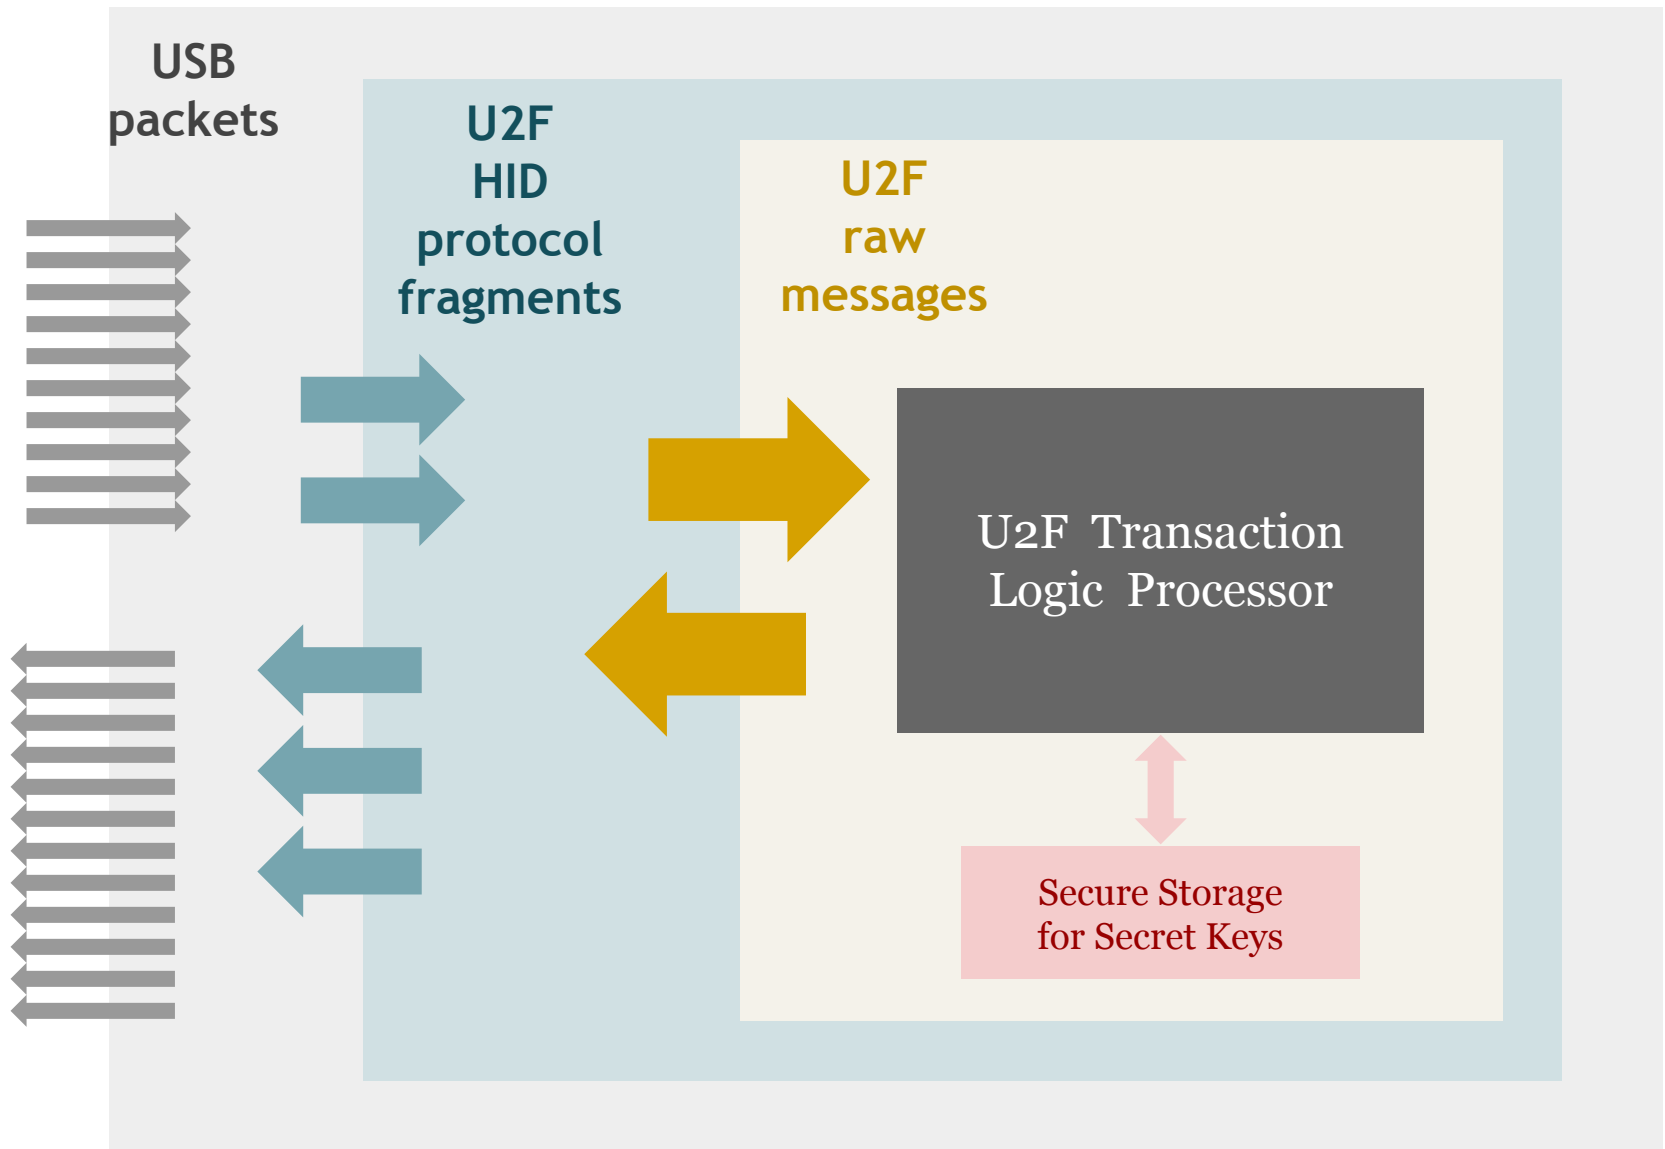 USB
packets
U2F
HID
protocol
fragments
U2F
raw
messages
U2F Transaction
Logic Processor
Secure Storage
for Secret Keys